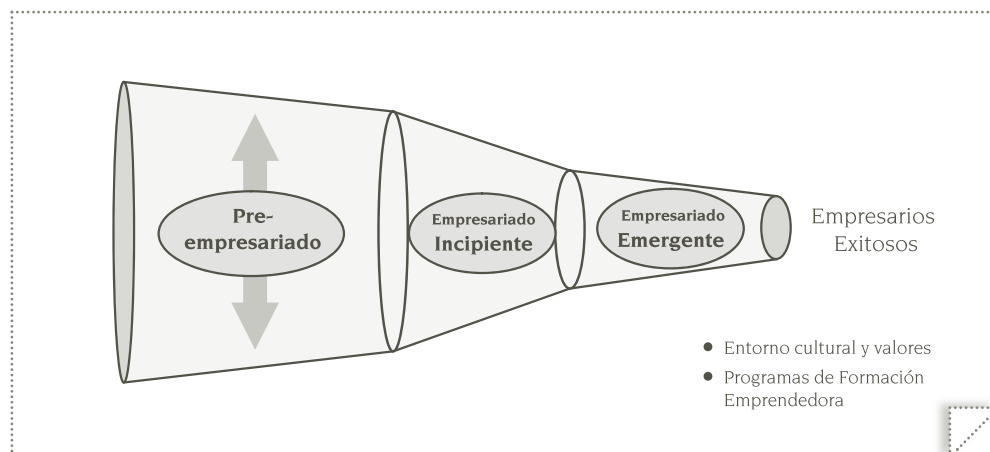 Pre-
empresariado
Empresariado
Incipiente
Empresariado
Emergente
Empresarios
Exitosos
Entorno cultural y valores
Programas de Formación
Emprendedora